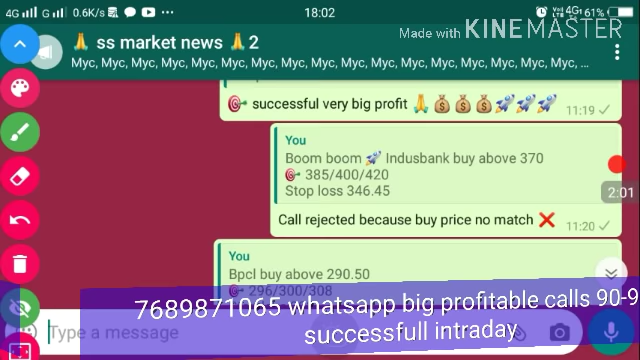 4G G 0.6K/s 18:02 4G 61%
Made with KINEMASTER
🙏 ss market news 🙏2
Myc, Myc, Myc, Myc, Myc, Myc, Myc, Myc, Myc, Myc, Myc, Myc, Myc, Myc, Myc, Myc, Myc, ...
🎯 successful very big profit 🙏💰💰💰🚀🚀🚀
11:19
You
Boom boom 🚀 Indusbank buy above 370
🎯 385/400/420
Stop loss 346.45
2:01
Call rejected because buy price no match ❌
11:20
You
Bpcl buy above 290.50
🎯 296/300/308
7689871065 whatsapp big profitable calls 90-9
successfull intraday
Type a message